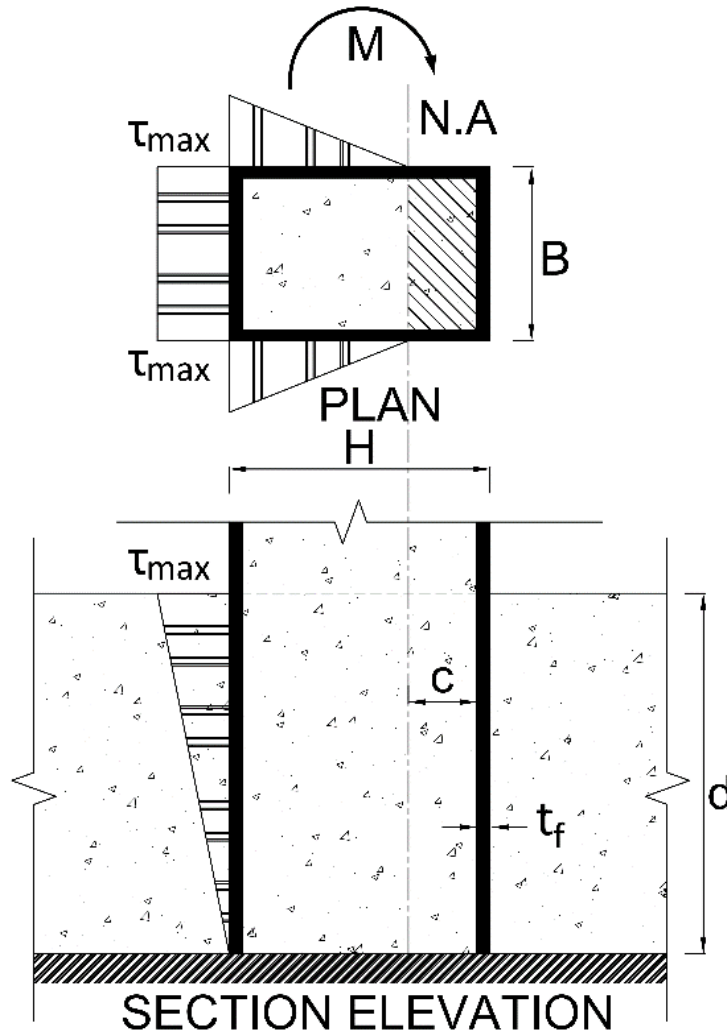 M
N.A
τmax
B
τmax
PLAN
H
τmax
c
d
tf
SECTION ELEVATION